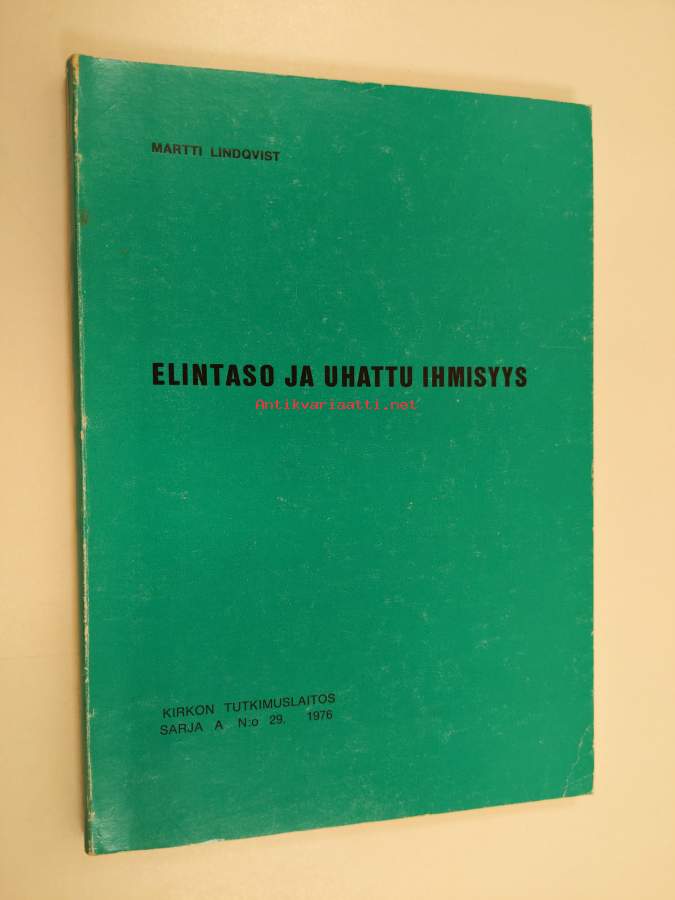 MARTTI LINDQVIST
ELINTASO JA UHATTU IHMISYYS
Antikvariaatti.net
KIRKON TUTKIMUSLAITOS
SARJA A N:o 29. 1976